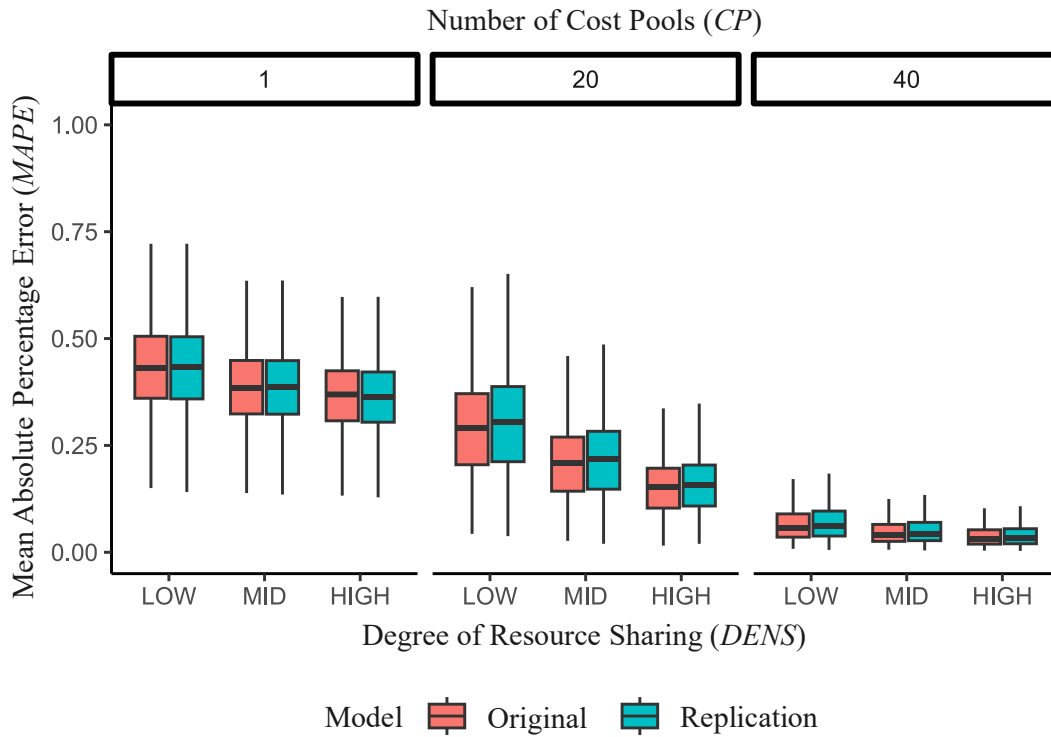 Number of Cost Pools (CP)
1 20 40
Mean Absolute Percentage Error (MAPE)
1.00
0.75
0.50
0.25
0.00
LOW MID HIGH LOW MID HIGH LOW MID HIGH
Degree of Resource Sharing (DENS)
Model Original Replication